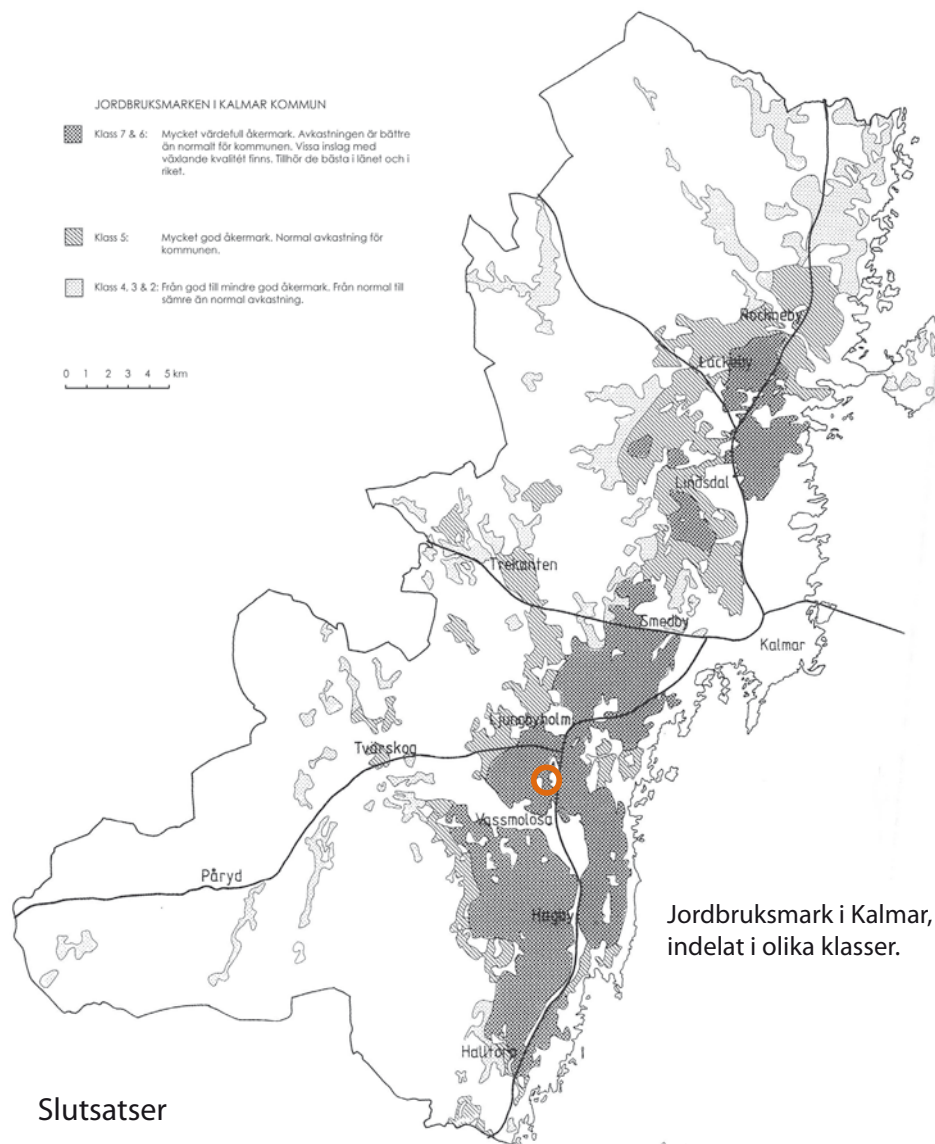 JORDBRUKSMARKEN I KALMAR KOMMUN
Klass 7 & 6: Mycket värdefull åkermark. Avkastningen är bättre
än normalt för kommunen. Vissa inslag med
växlande kvalitét finns. Tillhör de bästa i länet och i
riket.
Klass 5: Mycket god åkermark. Normal avkastning för
kommunen.
Klass 4, 3 & 2: Från god till mindre god åkermark. Från normal till
sämre än normal avkastning.
0 1 2 3 4 5 km
Rockneby
Läckeby
Lindsdal
Trekanten
Smedby
Kalmar
Ljungbyholm
Tvärskog
Vassmolösa
Påryd
Hagby
Jordbruksmark i Kalmar,
indelat i olika klasser.
Halltorp
Slutsatser